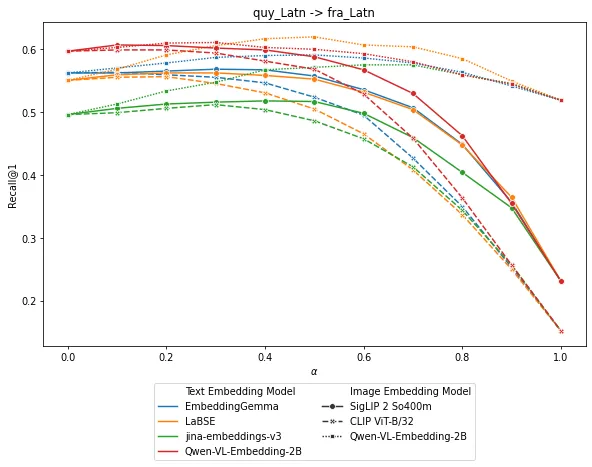 quy_Latn -> fra_Latn
Recall@1
0.6
0.5
0.4
0.3
0.2
0.0 0.2 0.4 0.6 0.8 1.0
α
Text Embedding Model
EmbeddingGemma
LaBSE
jina-embeddings-v3
Qwen-VL-Embedding-2B
Image Embedding Model
SigLIP 2 So400m
CLIP ViT-B/32
Qwen-VL-Embedding-2B